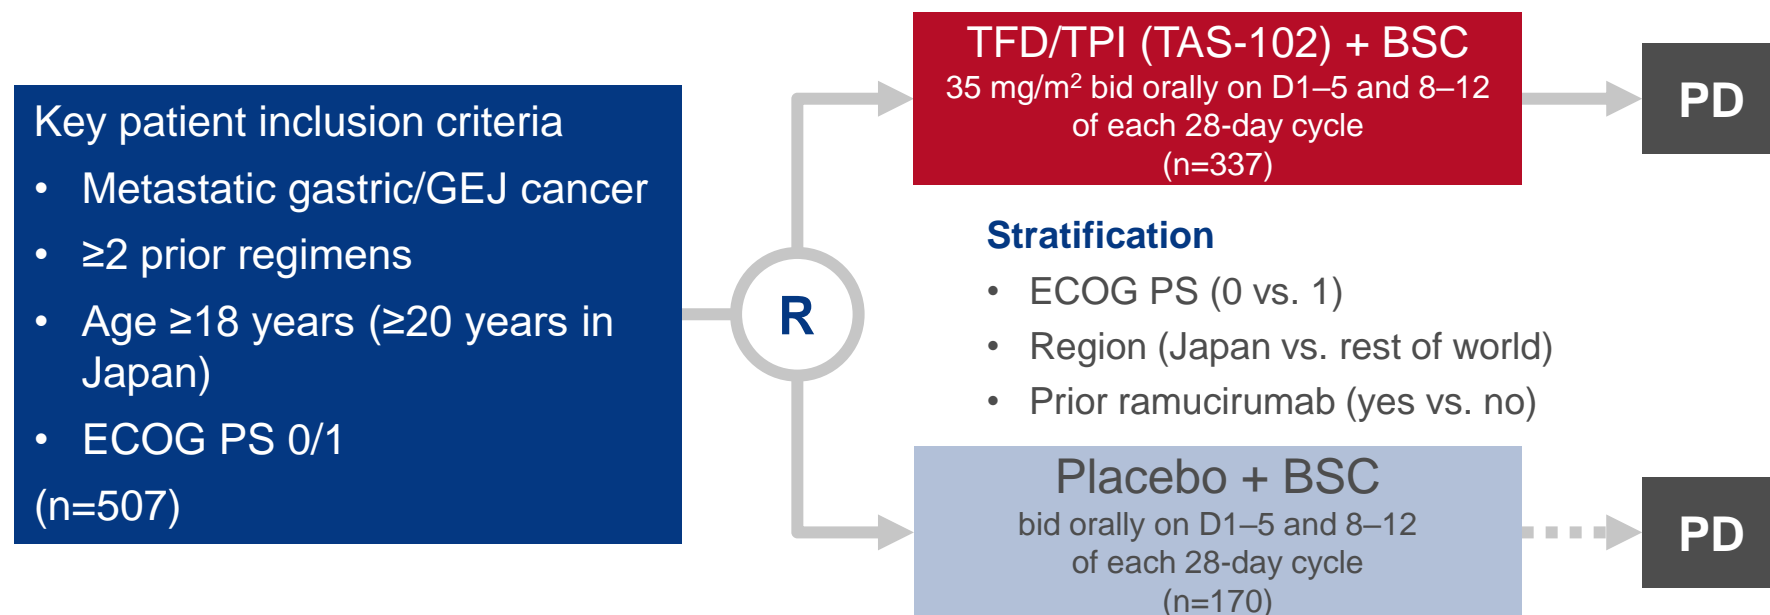 Key patient inclusion criteria
• Metastatic gastric/GEJ cancer
• ≥2 prior regimens
• Age ≥18 years (≥20 years in
Japan)
• ECOG PS 0/1
(n=507)
R
TFD/TPI (TAS-102) + BSC
35 mg/m² bid orally on D1–5 and 8–12
of each 28-day cycle
(n=337)
PD
Stratification
• ECOG PS (0 vs. 1)
• Region (Japan vs. rest of world)
• Prior ramucirumab (yes vs. no)
Placebo + BSC
bid orally on D1–5 and 8–12
of each 28-day cycle
(n=170)
PD